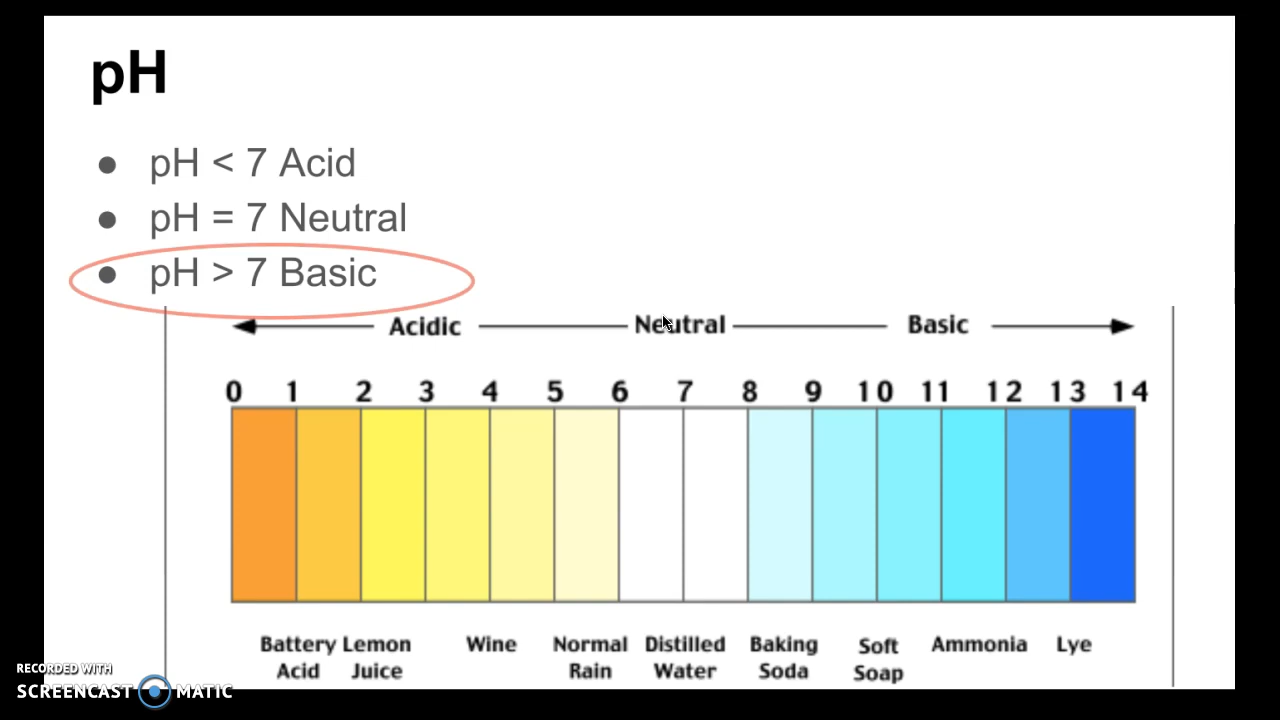 pH
● pH < 7 Acid
● pH = 7 Neutral
● pH > 7 Basic
Acidic Neutral Basic
0 1 2 3 4 5 6 7 8 9 10 11 12 13 14
Battery Lemon Wine Normal Distilled Baking Soft Ammonia Lye
Acid Juice Rain Water Soda Soap
RECORDED WITH
SCREENCAST MATIC